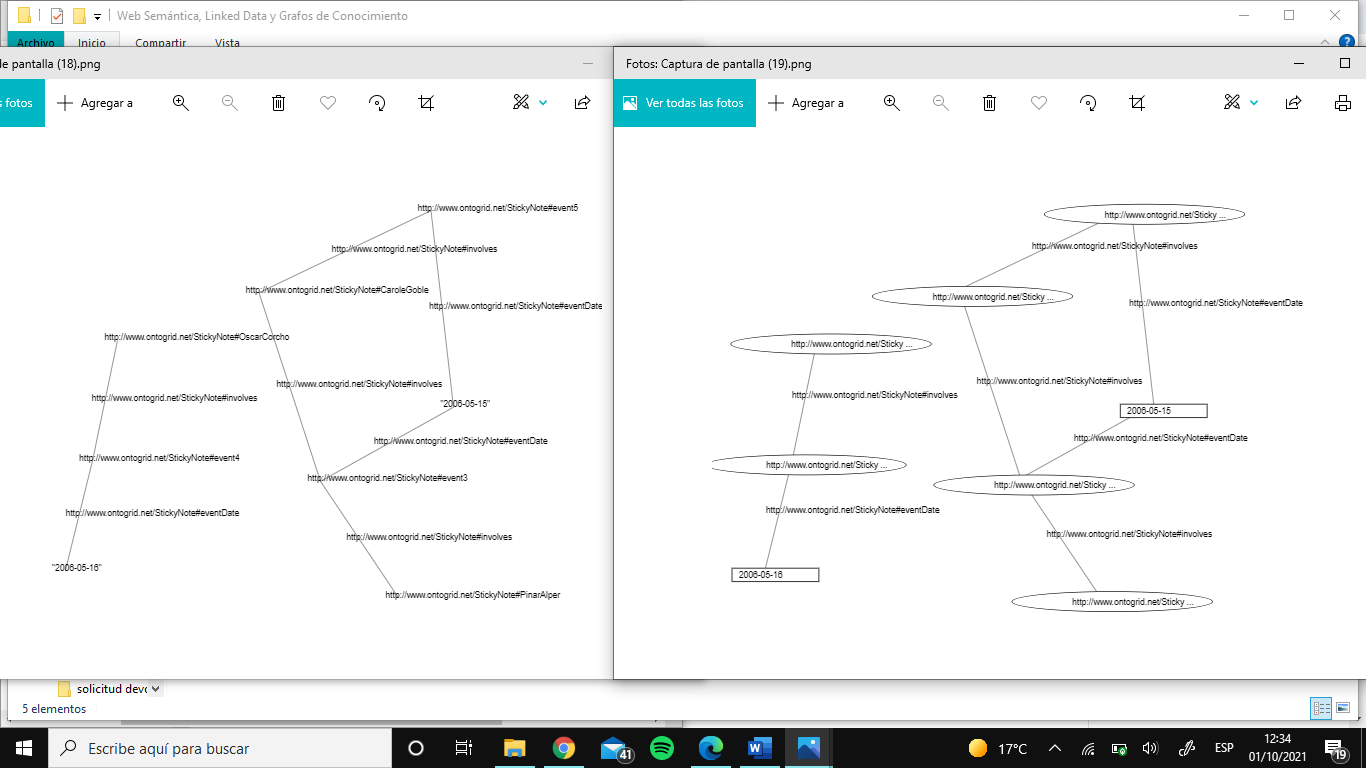 Web Semántica, Linked Data y Grafos de Conocimiento
Archivo Inicio Compartir Vista
de pantalla (18).png
s fotos Agregar a
http://www.ontogrid.net/StickyNote#event5
http://www.ontogrid.net/StickyNote#involves
http://www.ontogrid.net/StickyNote#CaroleGoble
http://www.ontogrid.net/StickyNote#eventDate
http://www.ontogrid.net/StickyNote#OscarCorcho
http://www.ontogrid.net/StickyNote#involves
http://www.ontogrid.net/StickyNote#involves
"2006-05-15"
http://www.ontogrid.net/StickyNote#eventDate
http://www.ontogrid.net/StickyNote#event4
http://www.ontogrid.net/StickyNote#event3
http://www.ontogrid.net/StickyNote#eventDate
http://www.ontogrid.net/StickyNote#involves
"2006-05-16"
http://www.ontogrid.net/StickyNote#PinarAlper
Fotos: Captura de pantalla (19).png
Ver todas las fotos Agregar a
http://www.ontogrid.net/Sticky ...
http://www.ontogrid.net/StickyNote#involves
http://www.ontogrid.net/Sticky ...
http://www.ontogrid.net/StickyNote#eventDate
http://www.ontogrid.net/Sticky ...
http://www.ontogrid.net/StickyNote#involves
http://www.ontogrid.net/StickyNote#involves
2006-05-15
http://www.ontogrid.net/StickyNote#eventDate
http://www.ontogrid.net/Sticky ...
http://www.ontogrid.net/Sticky ...
http://www.ontogrid.net/StickyNote#eventDate
http://www.ontogrid.net/StickyNote#involves
2006-05-16
http://www.ontogrid.net/Sticky ...
solicitud devo
5 elementos
Escribe aquí para buscar
41
17°C
ESP
12:34
01/10/2021
19